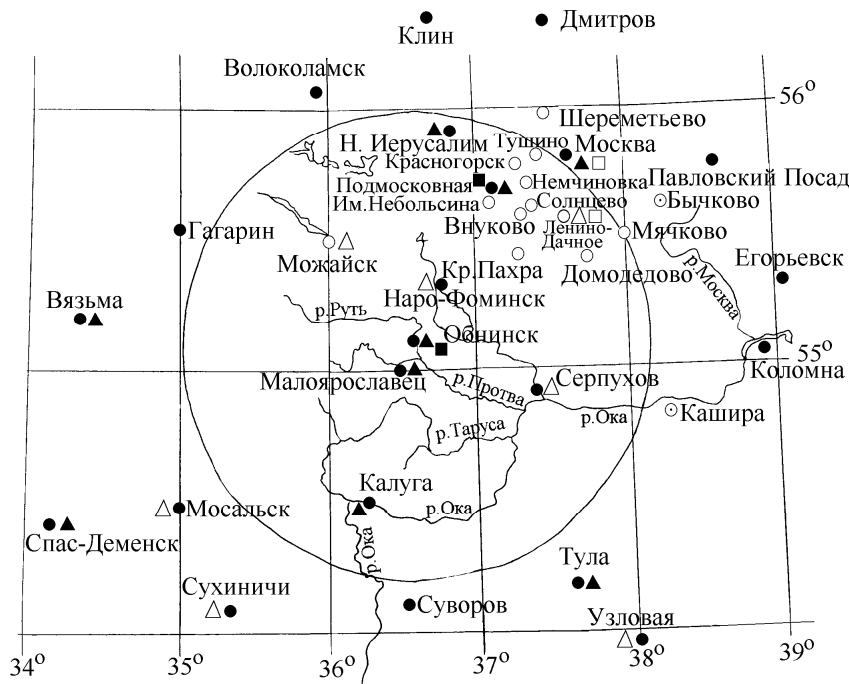 Клин
Дмитров
Волоколамск
56°
Шереметьево
Н. Иерусалим
Тушино
Москва
Красногорск
Подмосковная
Немчиновка
Павловский Посад
Им.Небольсина
Солнцево
Бычково
Внуково
Ленино-
Дачное
Мячково
Гагарин
Можайск
Кр.Пахра
Домодедово
Егорьевск
р.Москва
Наро-Фоминск
Вязьма
р.Руть
Обнинск
55°
Коломна
Малоярославец
р.Протва
Серпухов
р.Ока
Кашира
р.Таруса
Калуга
Мосальск
р.Ока
р.Ока
Спас-Деменск
Тула
Сухиничи
Суворов
Узловая
34°
35°
36°
37°
38°
39°